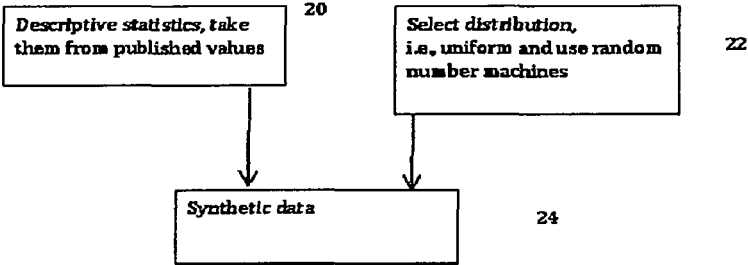 Descriptive statistics, take
them from published values
20
Select distribution,
i.e., uniform and use random
number machines
22
Synthetic data
24